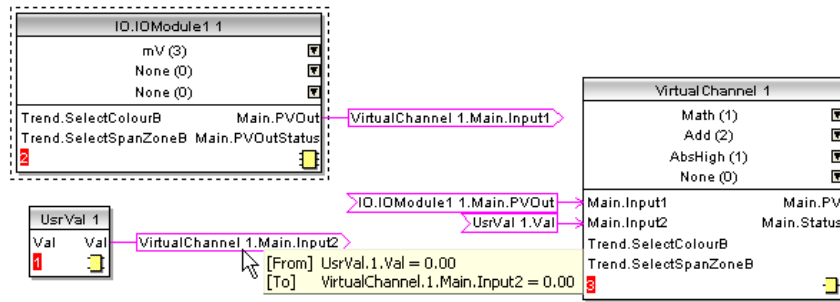 IO.IOModule1 1
mV (3)
None (0)
None (0)
Trend.SelectColourB Main.PVOut
Trend.SelectSpanZoneB Main.PVOutStatus
2
VirtualChannel 1.Main.Input1
UsrVal 1
Val Val
1
VirtualChannel 1.Main.Input2
[From] UsrVal.1.Val = 0.00
[To] VirtualChannel.1.Main.Input2 = 0.00
IO.IOModule1 1.Main.PVOut
UsrVal 1.Val
VirtualChannel 1
Math (1)
Add (2)
AbsHigh (1)
None (0)
Main.Input1 Main.PV
Main.Input2 Main.Status
Trend.SelectColourB
Trend.SelectSpanZoneB
3